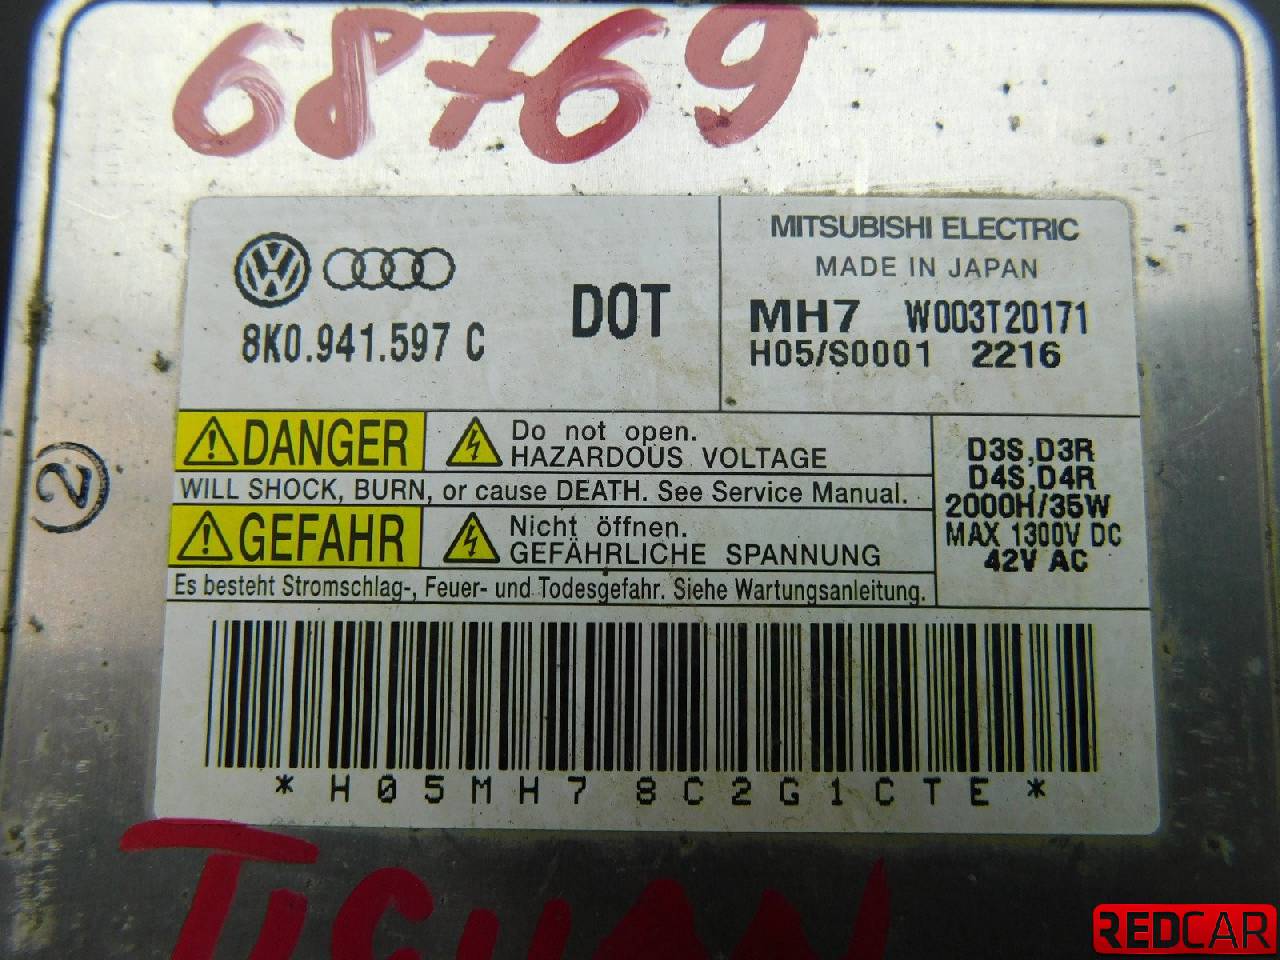 68769
MITSUBISHI ELECTRIC
MADE IN JAPAN
8K0.941.597 C
DOT
MH7 W003T20171
H05/S0001 2216
DANGER
Do not open.
HAZARDOUS VOLTAGE
WILL SHOCK, BURN, or cause DEATH. See Service Manual.
GEFAHR
Nicht öffnen.
GEFÄHRLICHE SPANNUNG
Es besteht Stromschlag-, Feuer- und Todesgefahr. Siehe Wartungsanleitung.
D3S,D3R
D4S,D4R
2000H/35W
MAX 1300V DC
42V AC
2
*H05MH78C2G1CTE*
TIGUAN
REDCAR